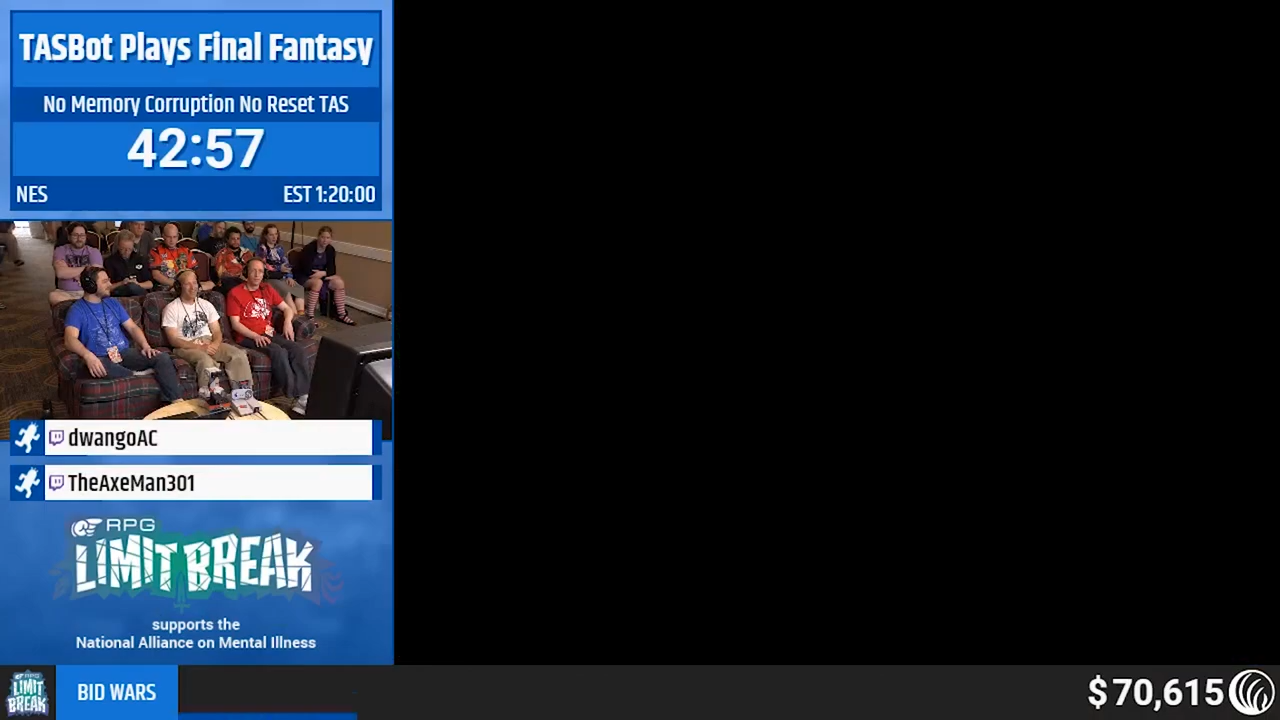 TASBot Plays Final Fantasy
No Memory Corruption No Reset TAS
42:57
NES EST 1:20:00
dwangoAC
TheAxeMan301
RPG
LIMIT BREAK
supports the
National Alliance on Mental Illness
RPG LIMIT BREAK BID WARS $70,615